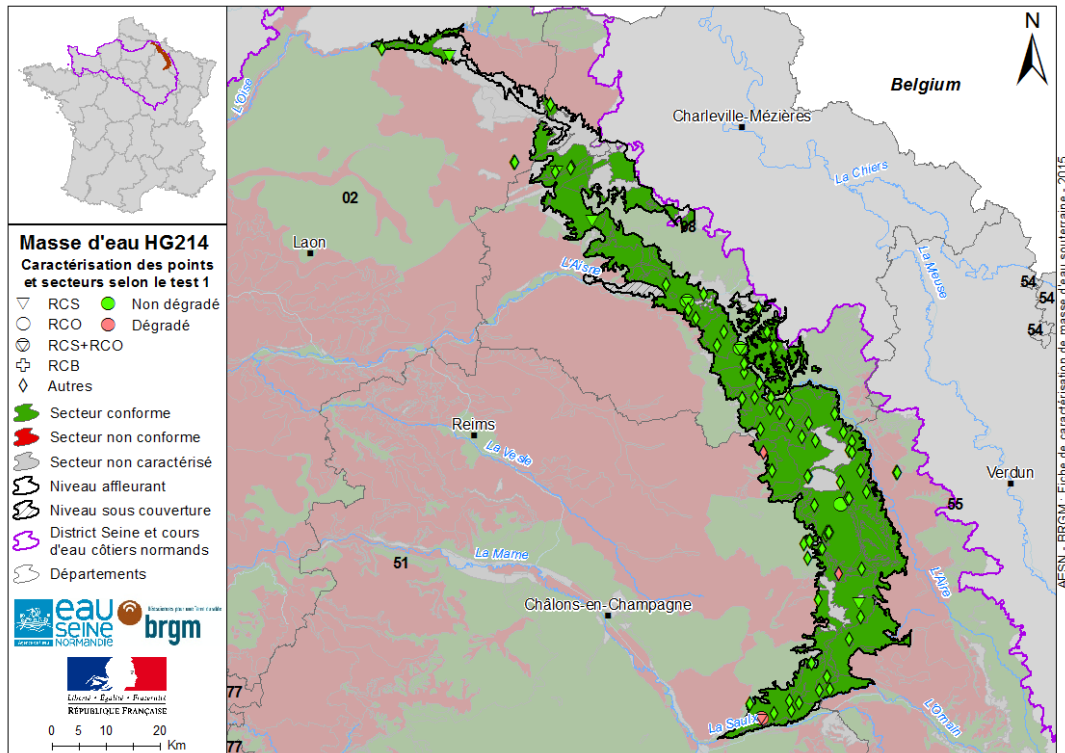 Masse d'eau HG214
Caractérisation des points
et secteurs selon le test 1
RCS
Non dégradé
RCO
Dégradé
RCS+RCO
RCB
Autres
Secteur conforme
Secteur non conforme
Secteur non caractérisé
Niveau affleurant
Niveau sous couverture
District Seine et cours
d'eau côtiers normands
Départements
eau
SEINE
NORMANDIE
brgm
Liberté • Égalité • Fraternité
RÉPUBLIQUE FRANÇAISE
0 5 10 20
Km
N
Belgium
Charleville-Mézières
L'Oise
La Chiers
02
08
Laon
La Meuse
L'Aisne
54
54
54
Reims
La Vesle
Verdun
55
51
La Marne
L'Aire
Châlons-en-Champagne
77
La Saulx
L'Ornain
77
AESN - BRGM : Fiche de caractérisation de masse d'eau souterraine - 2015